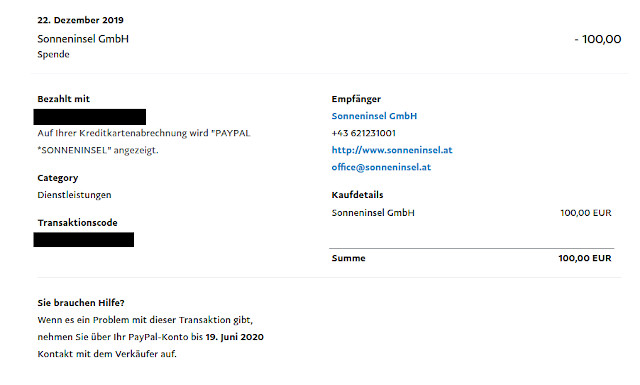 22. Dezember 2019
Sonneninsel GmbH
- 100,00
Spende
Bezahlt mit
Auf Ihrer Kreditkartenabrechnung wird "PAYPAL
*SONNENINSEL" angezeigt.
Category
Dienstleistungen
Transaktionscode
Empfänger
Sonneninsel GmbH
+43 621231001
http://www.sonneninsel.at
office@sonneninsel.at
Kaufdetails
Sonneninsel GmbH 100,00 EUR
Summe 100,00 EUR
Sie brauchen Hilfe?
Wenn es ein Problem mit dieser Transaktion gibt,
nehmen Sie über Ihr PayPal-Konto bis 19. Juni 2020
Kontakt mit dem Verkäufer auf.